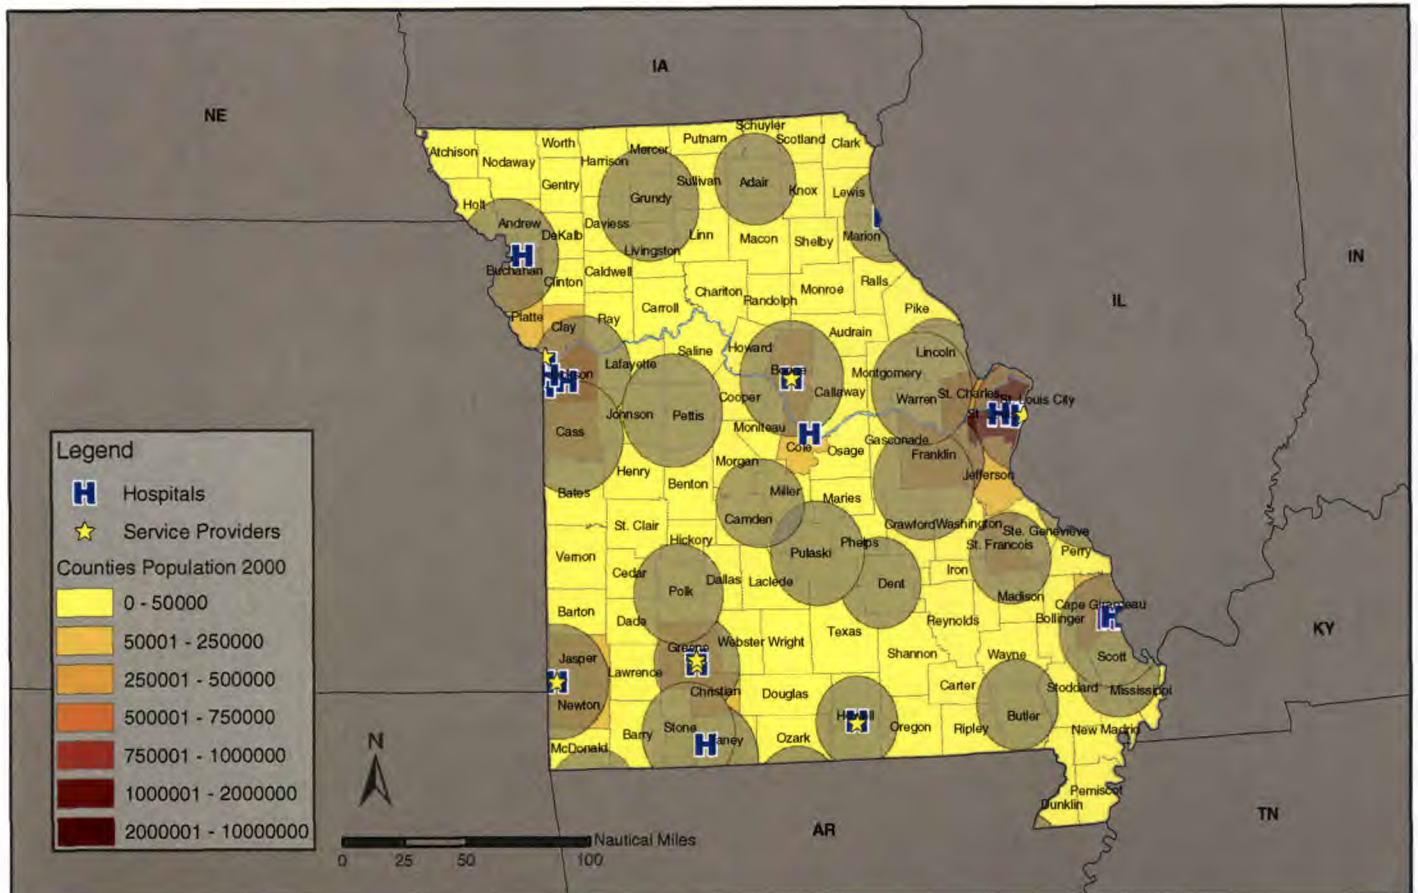 IA
NE
Schuyler
Putnam
Scotland
Worth
Clark
Atchison
Mercer
Harrison
Nodaway
Gentry
Sullivan
Adair
Knox
Lewis
Grundy
Holt
Andrew
Daviess
DeKalb
Linn
Macon
Shelby
Marion
Livingston
IN
Buchanan
Caldwell
Clinton
Chariton
Randolph
Monroe
Ralls
IL
Carroll
Pike
Platte
Clay
Ray
Audrain
Saline
Howard
Lincoln
Lafayette
Boone
Montgomery
Callaway
Cooper
Warren
St. Charles
St. Louis City
Johnson
Pettis
Moniteau
Cass
Cole
Osage
Gasconade
Franklin
Morgan
Jefferson
Henry
Benton
Miller
Maries
Bates
Camden
Crawford
Washington
St. Clair
Ste. Genevieve
Hickory
Phelps
St. Francois
Pulaski
Perry
Vernon
Cedar
Dallas
Laclede
Dent
Iron
Polk
Madison
Cape Girardeau
Barton
Dade
Bollinger
Reynolds
KY
Texas
Webster
Wright
Greene
Jasper
Shannon
Wayne
Scott
Lawrence
Christian
Douglas
Carter
Stoddard
Mississippi
Newton
Howell
Butler
Stone
Oregon
Ripley
New Madrid
Barry
Ozark
McDonald
Pemiscot
Dunklin
TN
AR
Legend
H Hospitals
Service Providers
Counties Population 2000
0 - 50000
50001 - 250000
250001 - 500000
500001 - 750000
750001 - 1000000
1000001 - 2000000
2000001 - 10000000
N
Nautical Miles
0 25 50 100